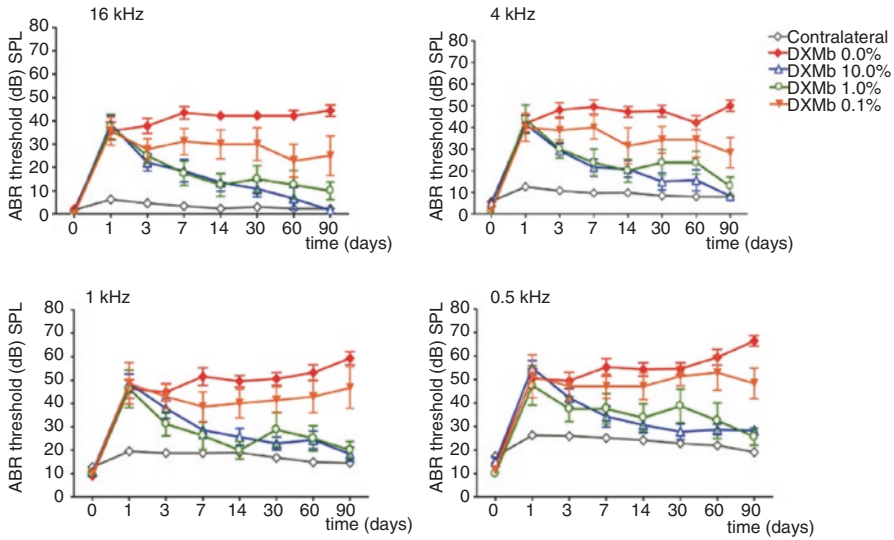 16 kHz
ABR threshold (dB) SPL
80
70
60
50
40
30
20
10
0
0 1 3 7 14 30 60 90
time (days)
4 kHz
ABR threshold (dB) SPL
80
70
60
50
40
30
20
10
0
0 1 3 7 14 30 60 90
time (days)
Contralateral
DXMb 0.0%
DXMb 10.0%
DXMb 1.0%
DXMb 0.1%
1 kHz
ABR threshold (dB) SPL
80
70
60
50
40
30
20
10
0
0 1 3 7 14 30 60 90
time (days)
0.5 kHz
ABR threshold (dB) SPL
80
70
60
50
40
30
20
10
0
0 1 3 7 14 30 60 90
time (days)